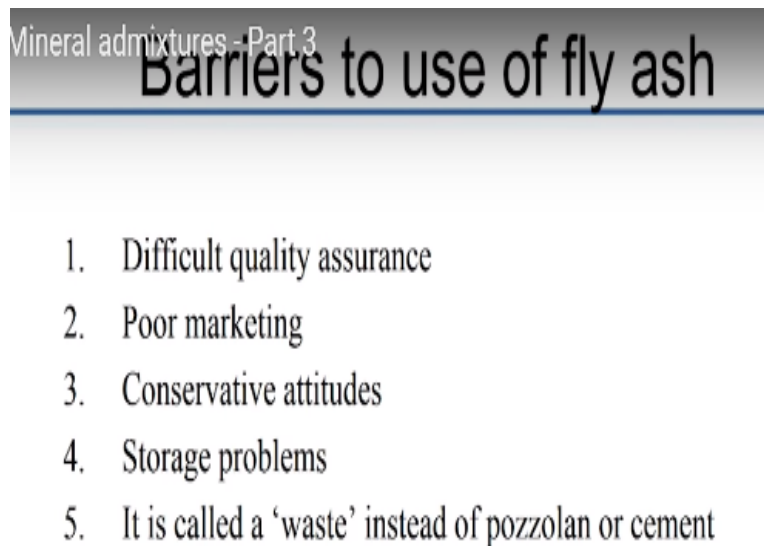 Mineral admixtures - Part 3
Barriers to use of fly ash
1. Difficult quality assurance
2. Poor marketing
3. Conservative attitudes
4. Storage problems
5. It is called a ‘waste’ instead of pozzolan or cement